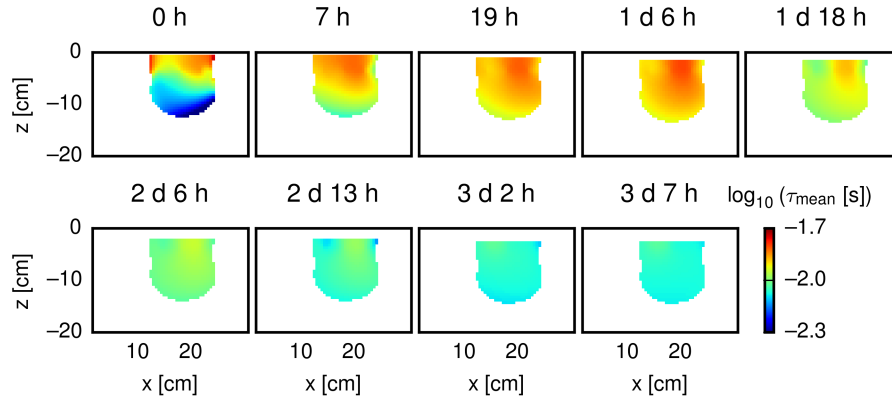 0 h 7 h 19 h 1 d 6 h 1 d 18 h
0
z [cm]
−10
−20
2 d 6 h 2 d 13 h 3 d 2 h 3 d 7 h log₁₀ (τmean [s])
0 −1.7
z [cm]
−10 −2.0
−20 −2.3
10 20 10 20 10 20 10 20
x [cm] x [cm] x [cm] x [cm]